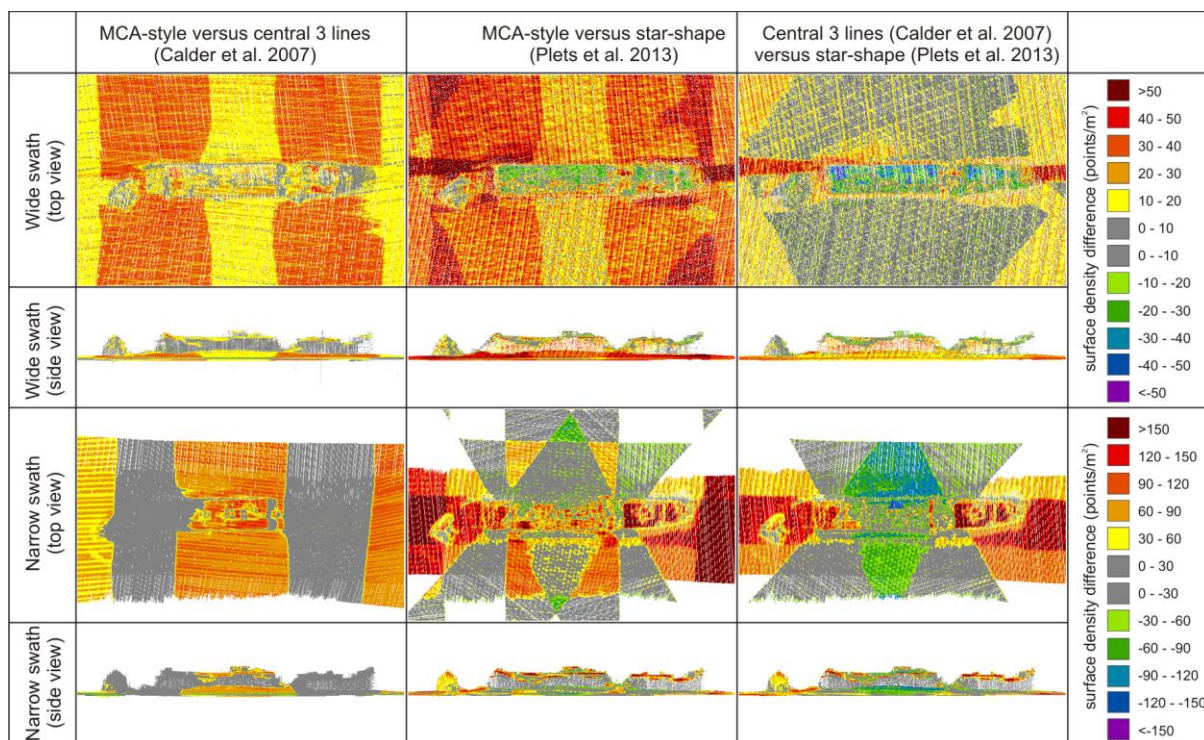 MCA-style versus central 3 lines
(Calder et al. 2007)
MCA-style versus star-shape
(Plets et al. 2013)
Central 3 lines (Calder et al. 2007)
versus star-shape (Plets et al. 2013)
Wide swath
(top view)
Wide swath
(side view)
Narrow swath
(top view)
Narrow swath
(side view)
surface density difference (points/m²)
>50
40 - 50
30 - 40
20 - 30
10 - 20
0 - 10
0 - -10
-10 - -20
-20 - -30
-30 - -40
-40 - -50
<-50
surface density difference (points/m²)
>150
120 - 150
90 - 120
60 - 90
30 - 60
0 - 30
0 - -30
-30 - -60
-60 - -90
-90 - -120
-120 - -150
<-150